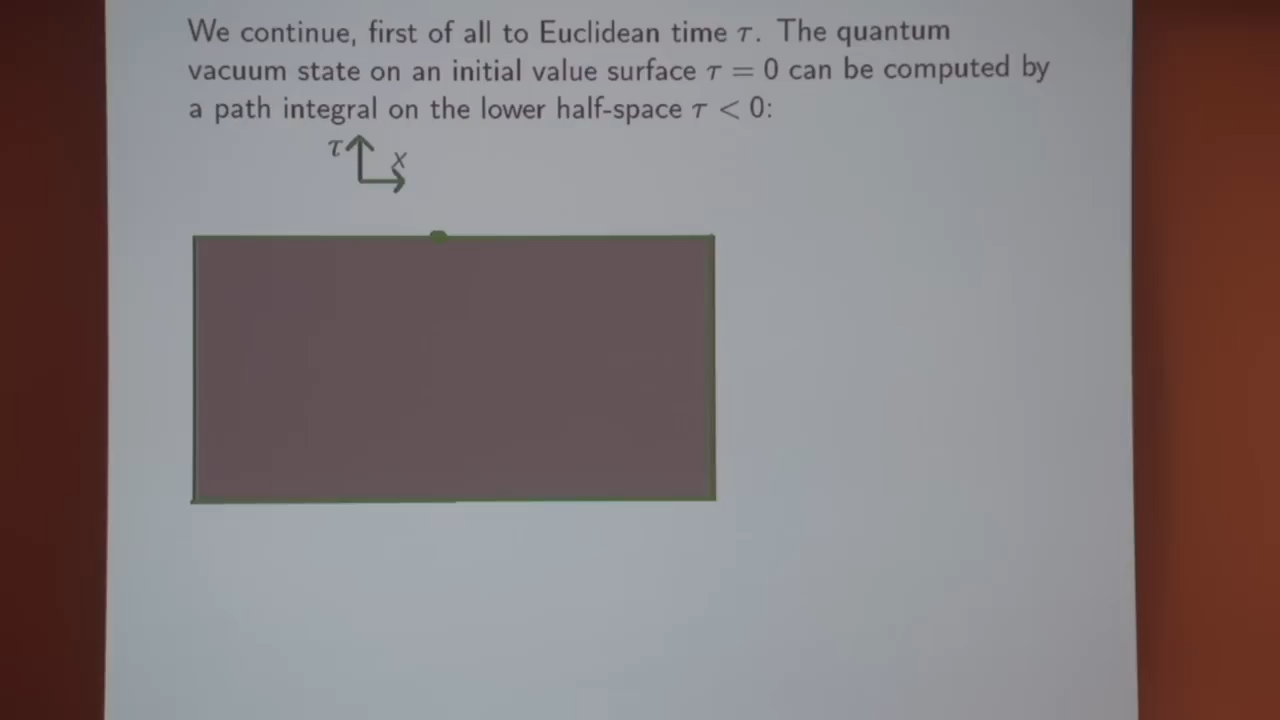 We continue, first of all to Euclidean time τ. The quantum
vacuum state on an initial value surface τ = 0 can be computed by
a path integral on the lower half-space τ < 0:
τ
x